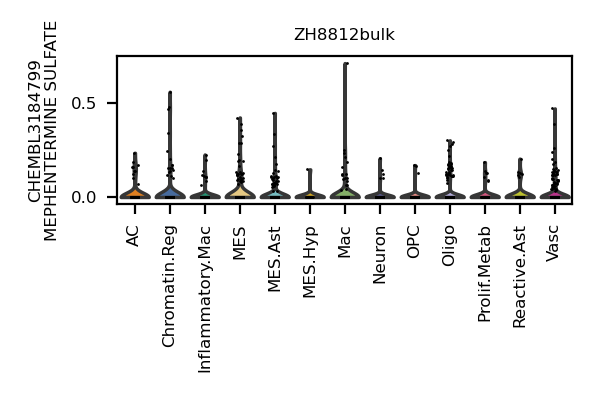 ZH8812bulk
CHEMBL3184799
MEPHENTERMINE SULFATE
0.5
0.0
AC
Chromatin.Reg
Inflammatory.Mac
MES
MES.Ast
MES.Hyp
Mac
Neuron
OPC
Oligo
Prolif.Metab
Reactive.Ast
Vasc